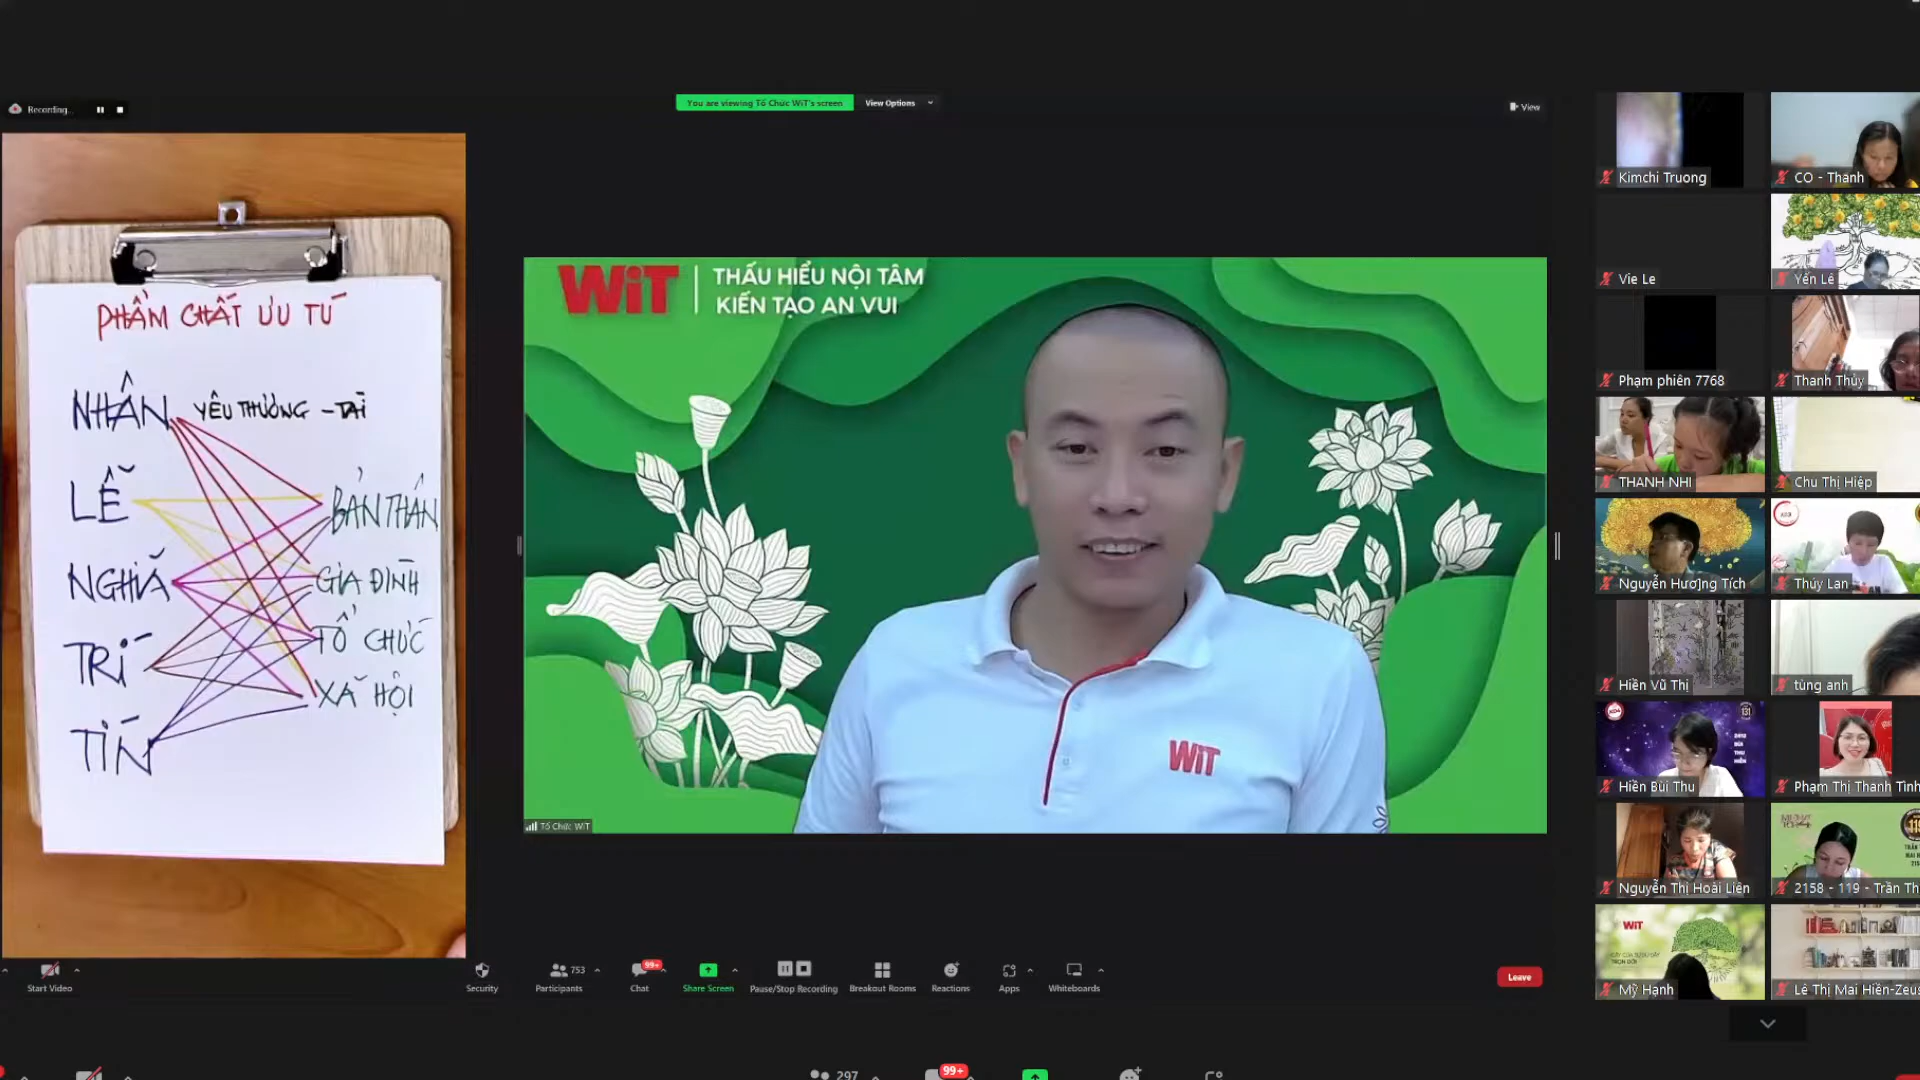 Recording...
You are viewing Tổ Chức WiT's screen
View Options
View
PHẨM CHẤT ƯU TÚ
NHÂN YÊU THƯƠNG - TÀI
LỄ
NGHĨA
TRÍ
TÍN
BẢN THÂN
GIA ĐÌNH
TỔ CHỨC
XÃ HỘI
WiT
THẤU HIỂU NỘI TÂM
KIẾN TẠO AN VUI
WiT
Tổ Chức WiT
Kimchi Truong
CO - Thanh
Vie Le
Yến Lê
Phạm phiên 7768
Thanh Thủy
THANH NHI
Chu Thị Hiệp
Nguyễn Hươ]ng Tích
Thúy Lan
Hiền Vũ Thị
tùng anh
Hiền Bùi Thu
Phạm Thị Thanh Tình
Nguyễn Thị Hoài Liên
2158 - 119 - Trần Th
WiT
Mỹ Hạnh
Lê Thị Mai Hiền-Zeus
Start Video
Security
753
Participants
99+
Chat
Share Screen
Pause/Stop Recording
Breakout Rooms
Reactions
Apps
Whiteboards
Leave
297
99+